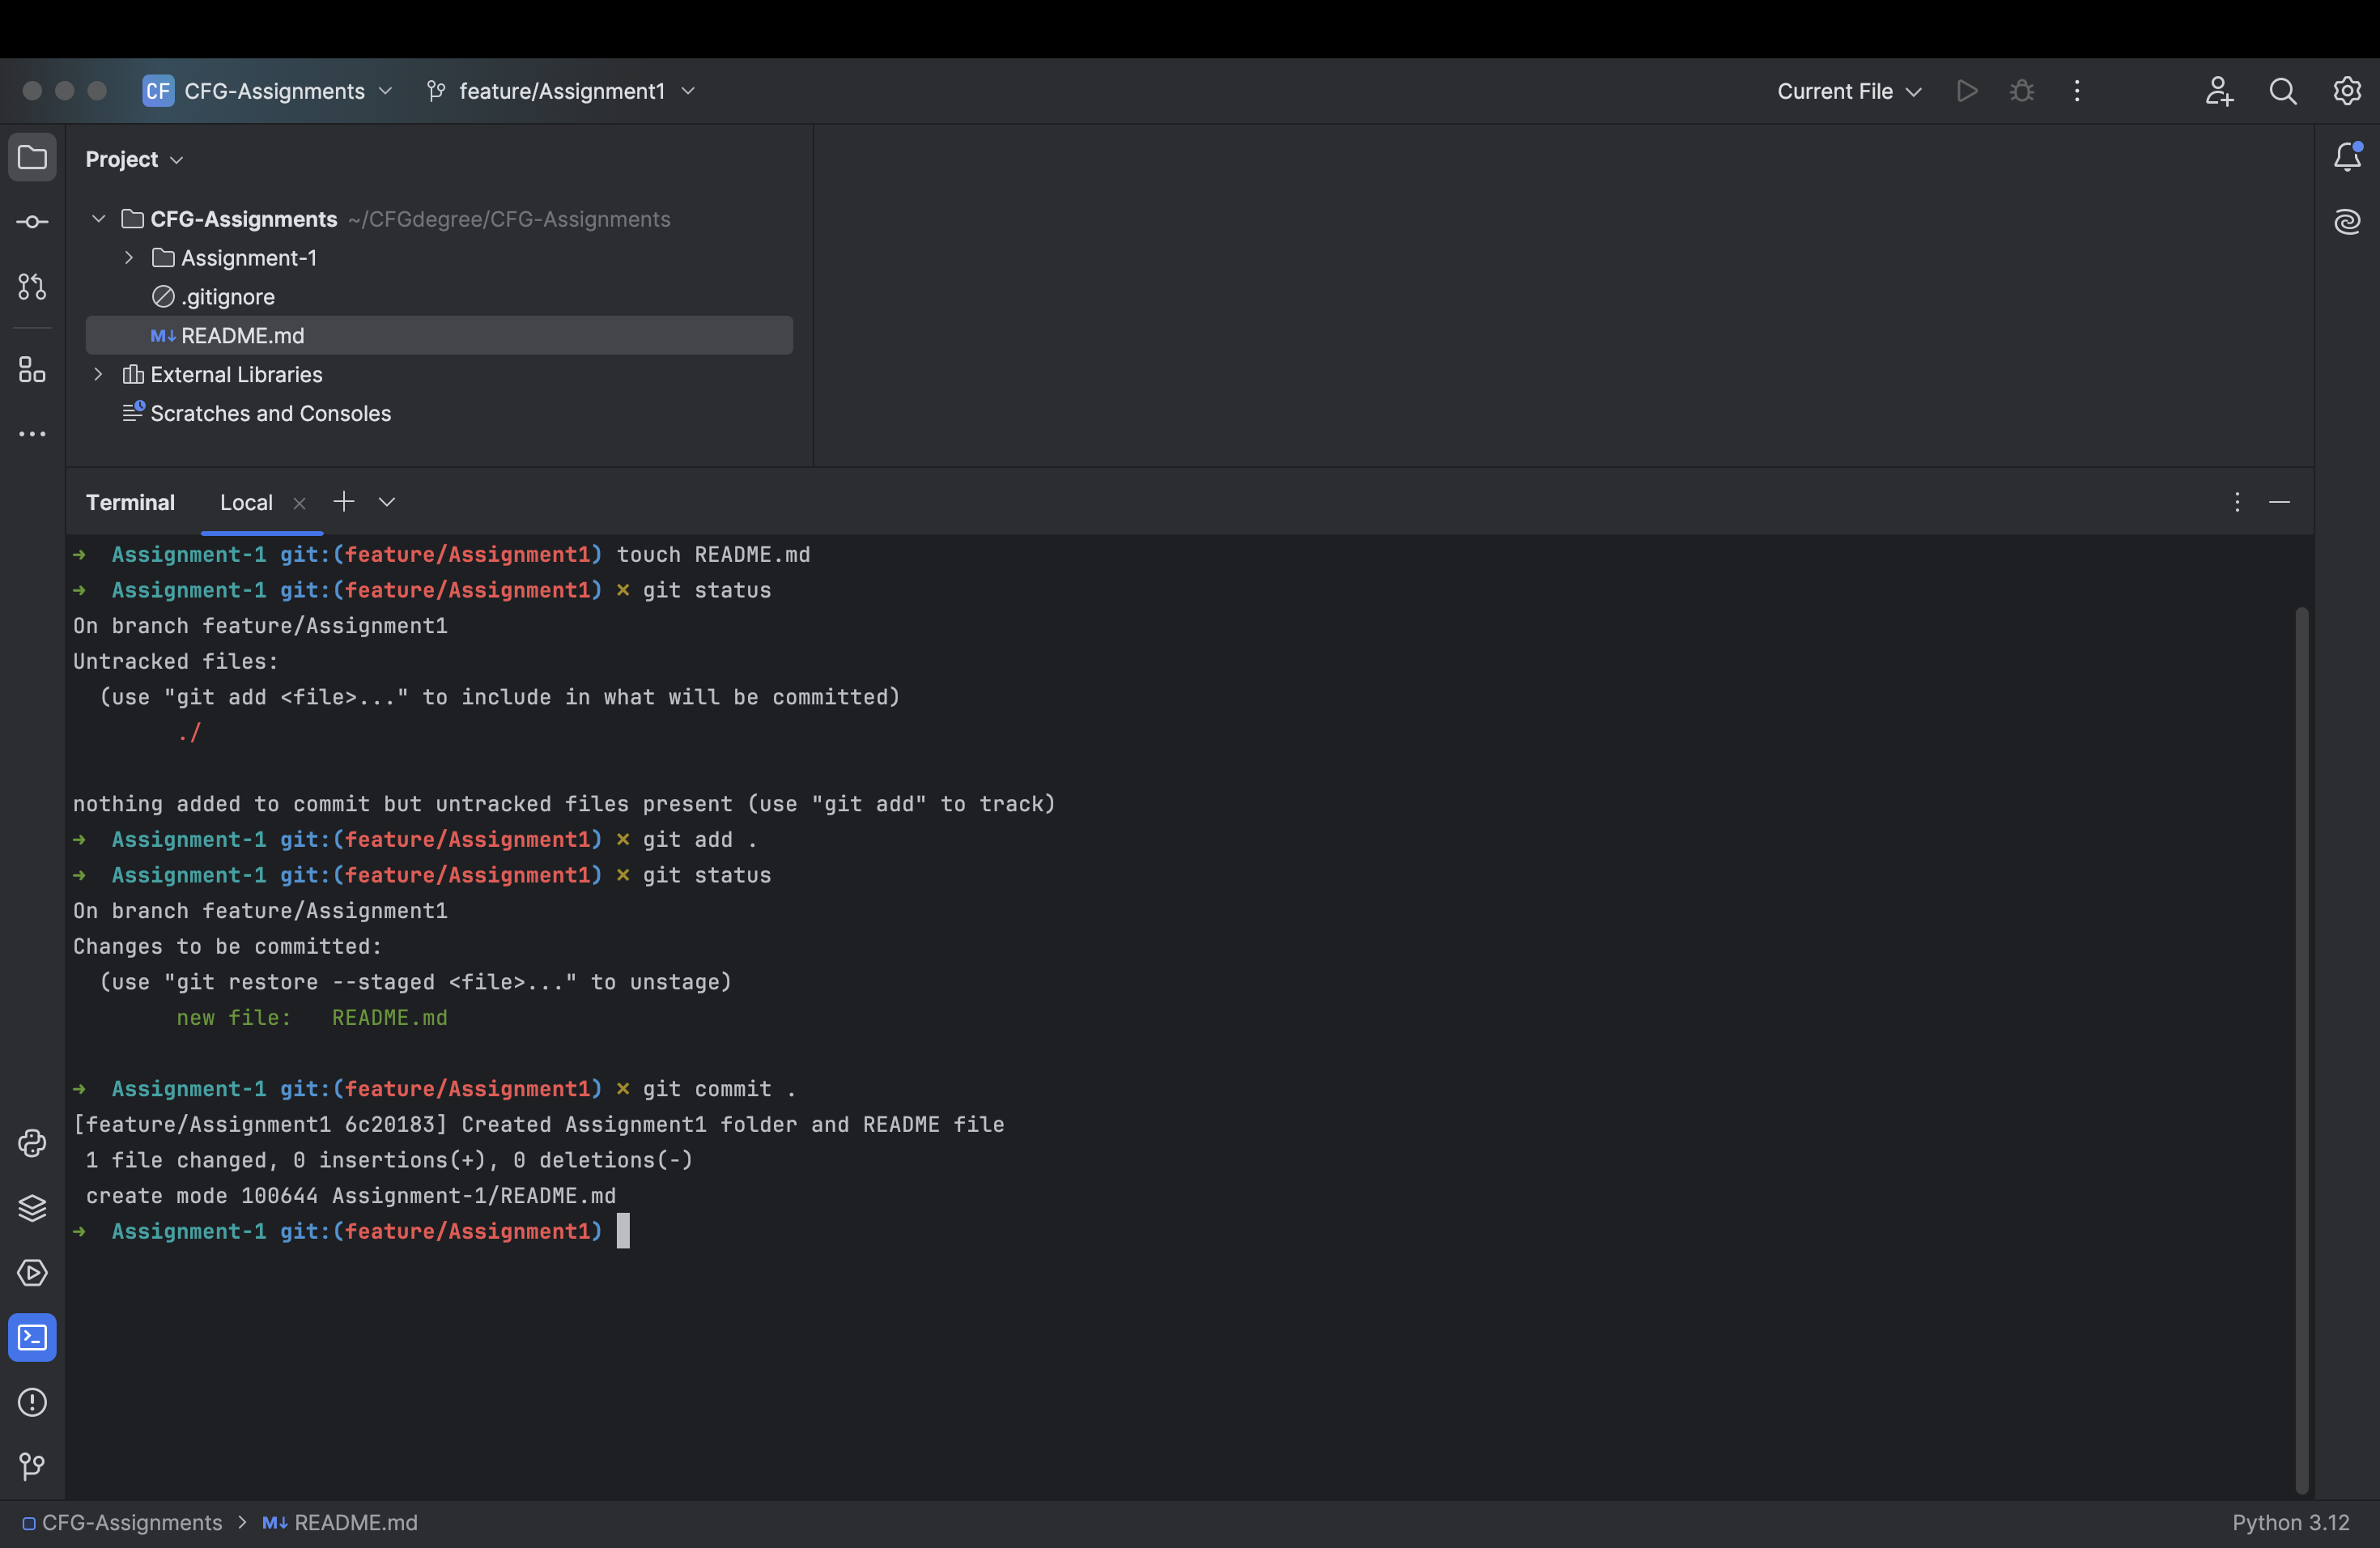 CF CFG-Assignments feature/Assignment1 Current File
Project
CFG-Assignments ~/CFGdegree/CFG-Assignments
Assignment-1
.gitignore
M↓ README.md
External Libraries
Scratches and Consoles
Terminal Local
→ Assignment-1 git:(feature/Assignment1) touch README.md
→ Assignment-1 git:(feature/Assignment1) ✗ git status
On branch feature/Assignment1
Untracked files:
(use "git add <file>..." to include in what will be committed)
./
nothing added to commit but untracked files present (use "git add" to track)
→ Assignment-1 git:(feature/Assignment1) ✗ git add .
→ Assignment-1 git:(feature/Assignment1) ✗ git status
On branch feature/Assignment1
Changes to be committed:
(use "git restore --staged <file>..." to unstage)
new file: README.md
→ Assignment-1 git:(feature/Assignment1) ✗ git commit .
[feature/Assignment1 6c20183] Created Assignment1 folder and README file
1 file changed, 0 insertions(+), 0 deletions(-)
create mode 100644 Assignment-1/README.md
→ Assignment-1 git:(feature/Assignment1)
CFG-Assignments > M↓ README.md Python 3.12